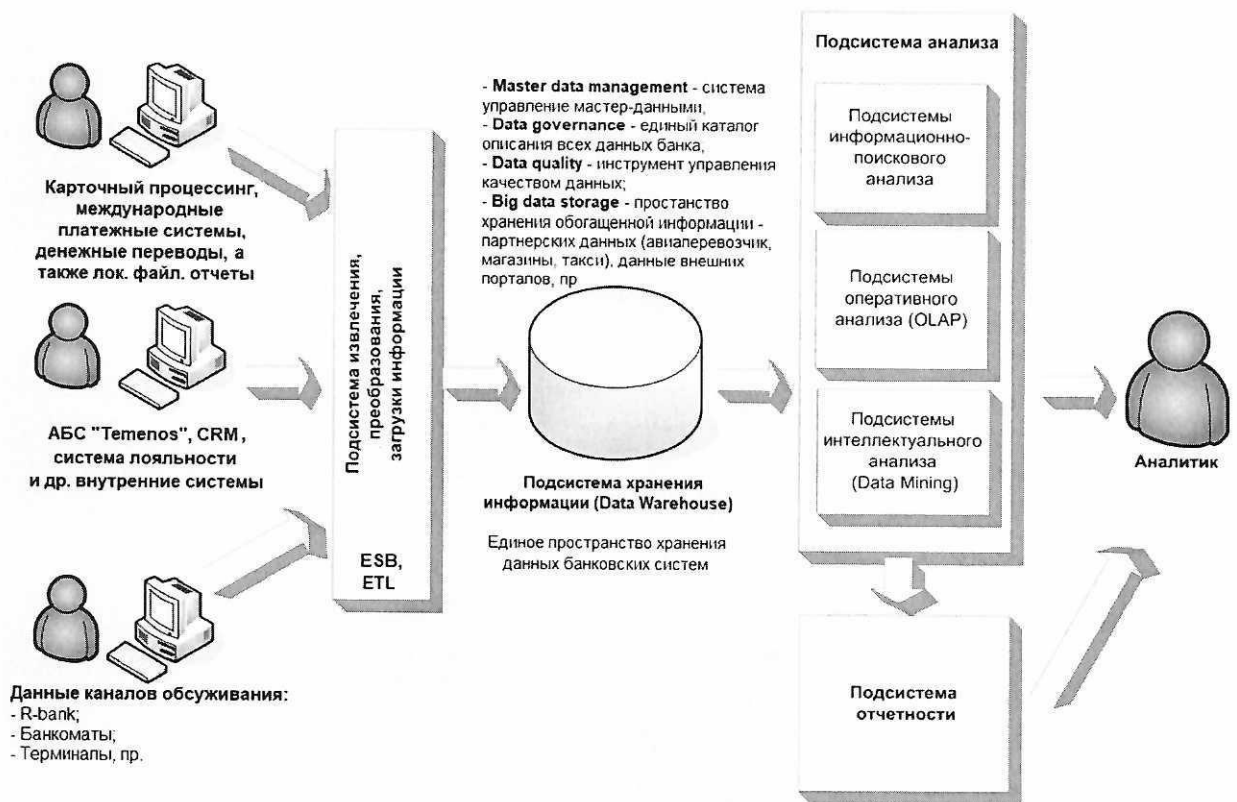 Карточный процессинг,
международные
платежные системы,
денежные переводы, а
также лок. файл. отчеты
АБС "Temenos", CRM,
система лояльности
и др. внутренние системы
Данные каналов обсуживания:
- R-bank;
- Банкоматы;
- Терминалы, пр.
Подсистема извлечения,
преобразования,
загрузки информации
ESB,
ETL
- Master data management - система
управление мастер-данными,
- Data governance - единый каталог
описания всех данных банка,
- Data quality - инструмент управления
качеством данных;
- Big data storage - простанство
хранения обогащенной информации -
партнерских данных (авиаперевозчик,
магазины, такси), данные внешних
порталов, пр
Подсистема хранения
информации (Data Warehouse)
Единое пространство хранения
данных банковских систем
Подсистема анализа
Подсистемы
информационно-
поискового
анализа
Подсистемы
оперативного
анализа (OLAP)
Подсистемы
интеллектуального
анализа
(Data Mining)
Подсистема
отчетности
Аналитик